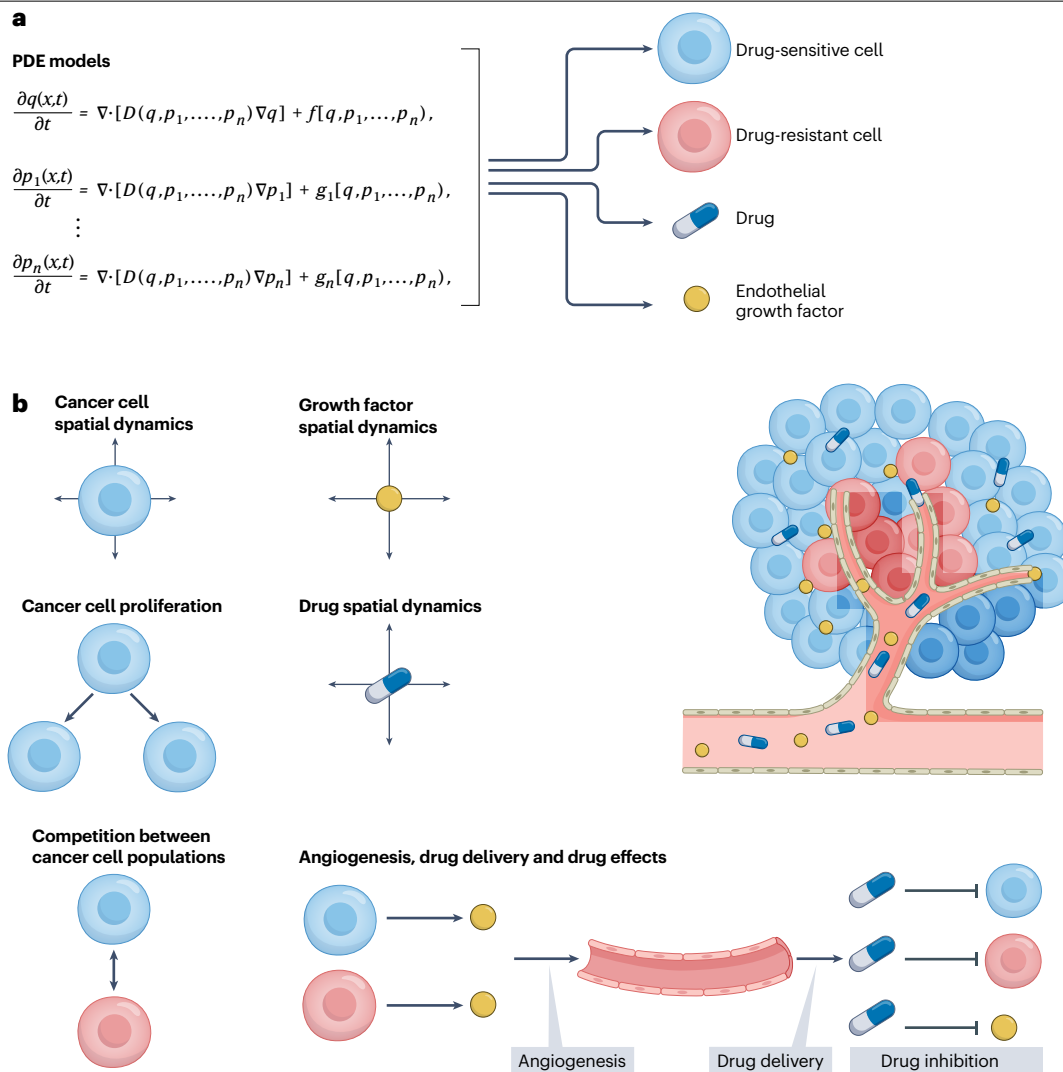 a
PDE models
∂q(x,t)/∂t = ∇·[D(q,p₁,....,pₙ)∇q] + f[q,p₁,...,pₙ),
∂p₁(x,t)/∂t = ∇·[D(q,p₁,....,pₙ)∇p₁] + g₁[q,p₁,...,pₙ),
⋮
∂pₙ(x,t)/∂t = ∇·[D(q,p₁,....,pₙ)∇pₙ] + gₙ[q,p₁,...,pₙ),
Drug-sensitive cell
Drug-resistant cell
Drug
Endothelial
growth factor
b
Cancer cell
spatial dynamics
Growth factor
spatial dynamics
Cancer cell proliferation
Drug spatial dynamics
Competition between
cancer cell populations
Angiogenesis, drug delivery and drug effects
Angiogenesis
Drug delivery
Drug inhibition